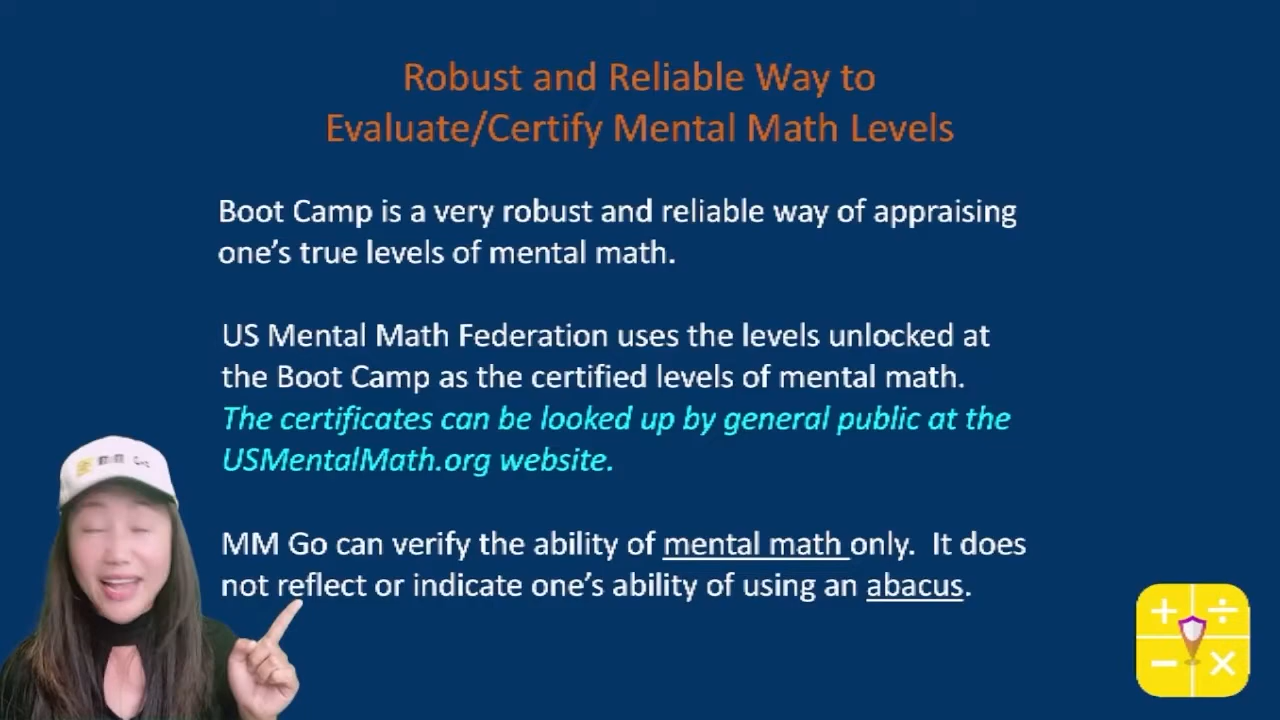 Robust and Reliable Way to
Evaluate/Certify Mental Math Levels
Boot Camp is a very robust and reliable way of appraising
one's true levels of mental math.
US Mental Math Federation uses the levels unlocked at
the Boot Camp as the certified levels of mental math.
The certificates can be looked up by general public at the
USMentalMath.org website.
MM Go can verify the ability of mental math only.  It does
not reflect or indicate one's ability of using an abacus.
+ ÷
− ×